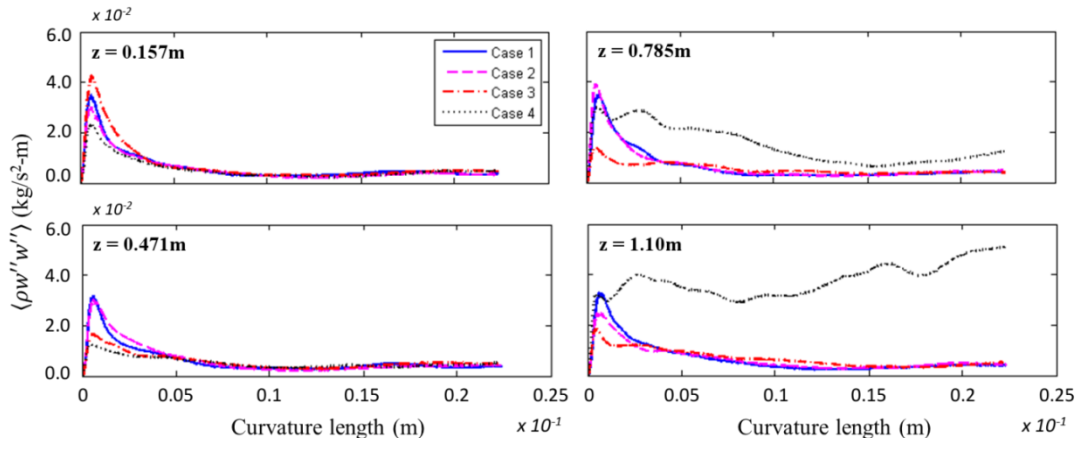 x 10⁻²
6.0
4.0
2.0
0.0
z = 0.157m
Case 1
Case 2
Case 3
Case 4
z = 0.785m
x 10⁻²
6.0
4.0
2.0
0.0
z = 0.471m
z = 1.10m
⟨ρw′′w′′⟩ (kg/s²-m)
0 0.05 0.1 0.15 0.2 0.25
0 0.05 0.1 0.15 0.2 0.25
Curvature length (m) x 10⁻¹
Curvature length (m) x 10⁻¹